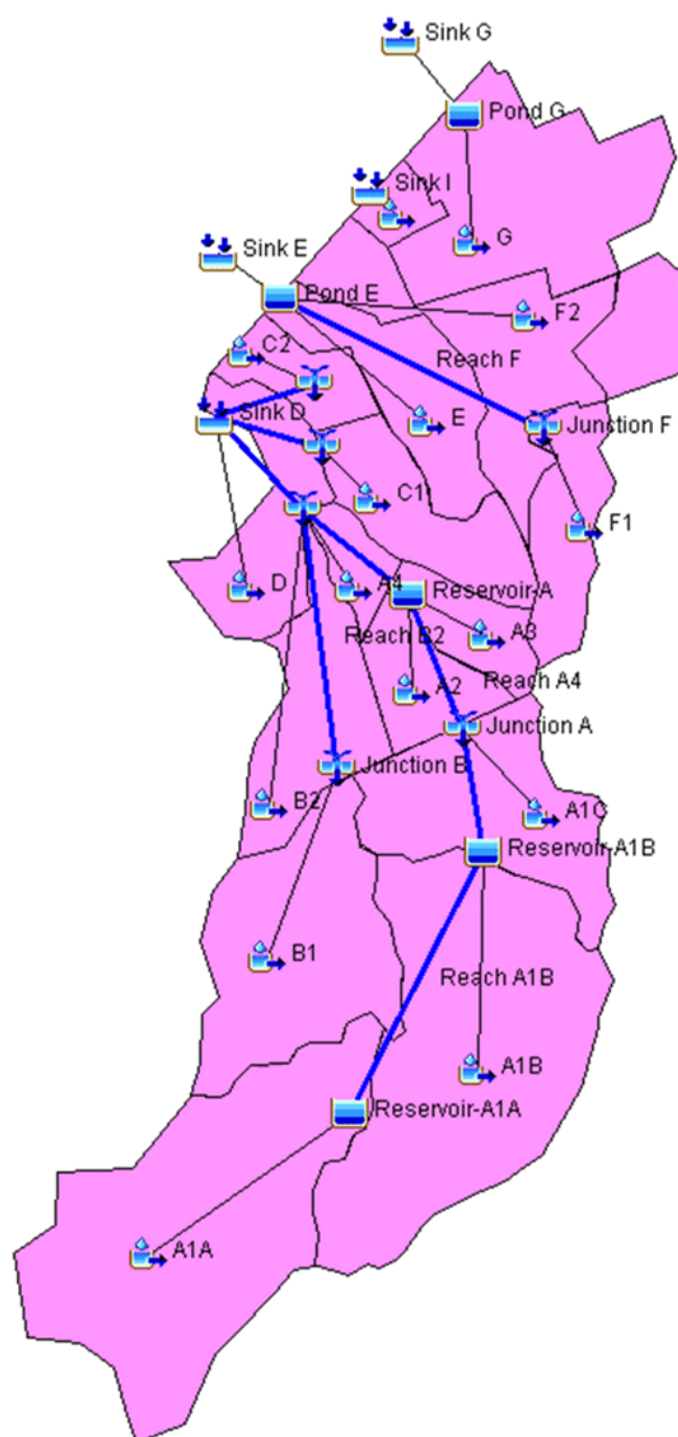 Sink G
Pond G
Sink I
G
Sink E
Pond E
F2
C2
Reach F
Sink D
E
Junction F
C1
F1
D
A4
Reservoir-A
Reach B2
A3
A2
Reach A4
Junction A
Junction B
B2
A1C
Reservoir-A1B
B1
Reach A1B
A1B
Reservoir-A1A
A1A